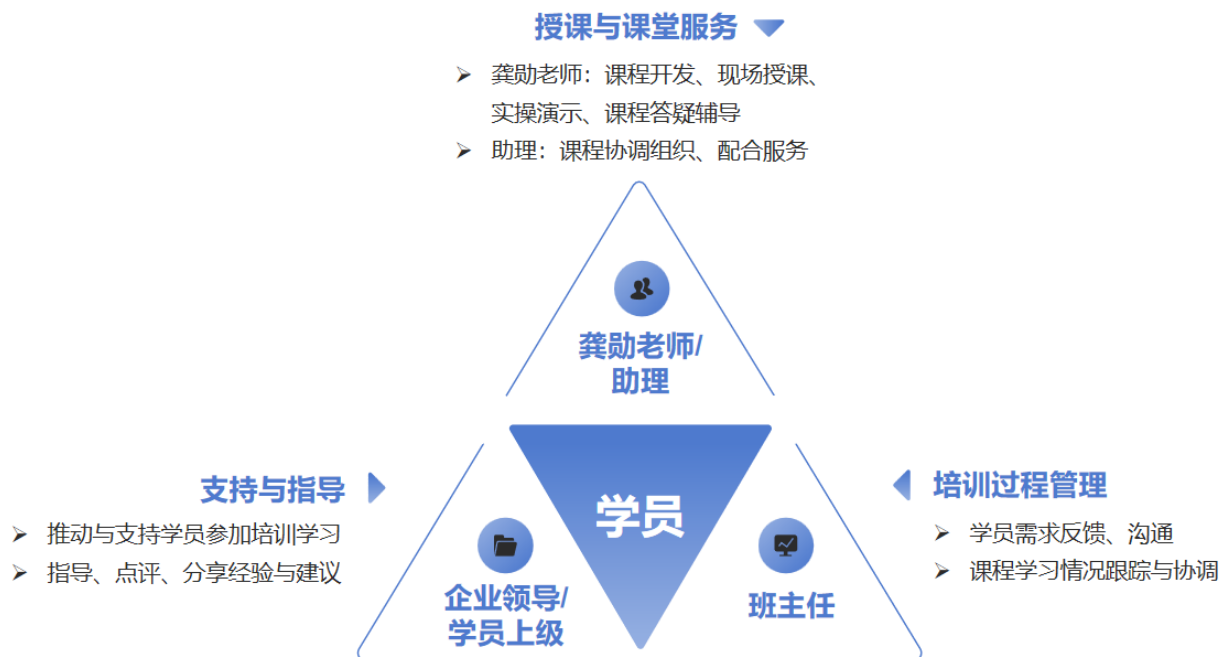 授课与课堂服务
➢ 龚勋老师：课程开发、现场授课、
实操演示、课程答疑辅导
➢ 助理：课程协调组织、配合服务
龚勋老师/
助理
支持与指导
➢ 推动与支持学员参加培训学习
➢ 指导、点评、分享经验与建议
企业领导/
学员上级
学员
班主任
培训过程管理
➢ 学员需求反馈、沟通
➢ 课程学习情况跟踪与协调